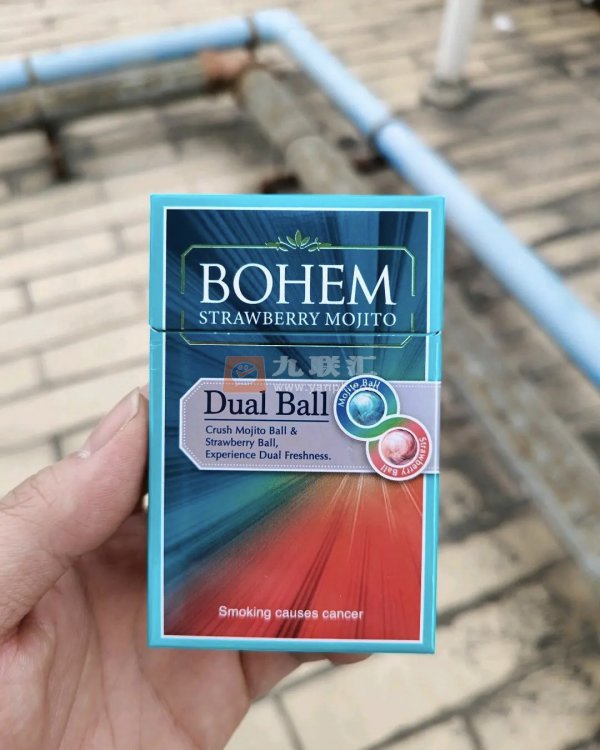 BOHEM
STRAWBERRY MOJITO
九联汇
Dual Ball
Mojito Ball
Crush Mojito Ball &
Strawberry Ball,
Experience Dual Freshness.
Strawberry Ball
Smoking causes cancer